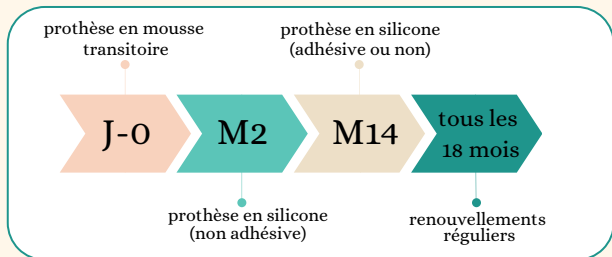 prothèse en mousse
transitoire
prothèse en silicone
(adhésive ou non)
J-0
M2
M14
tous les
18 mois
prothèse en silicone
(non adhésive)
renouvellements
réguliers